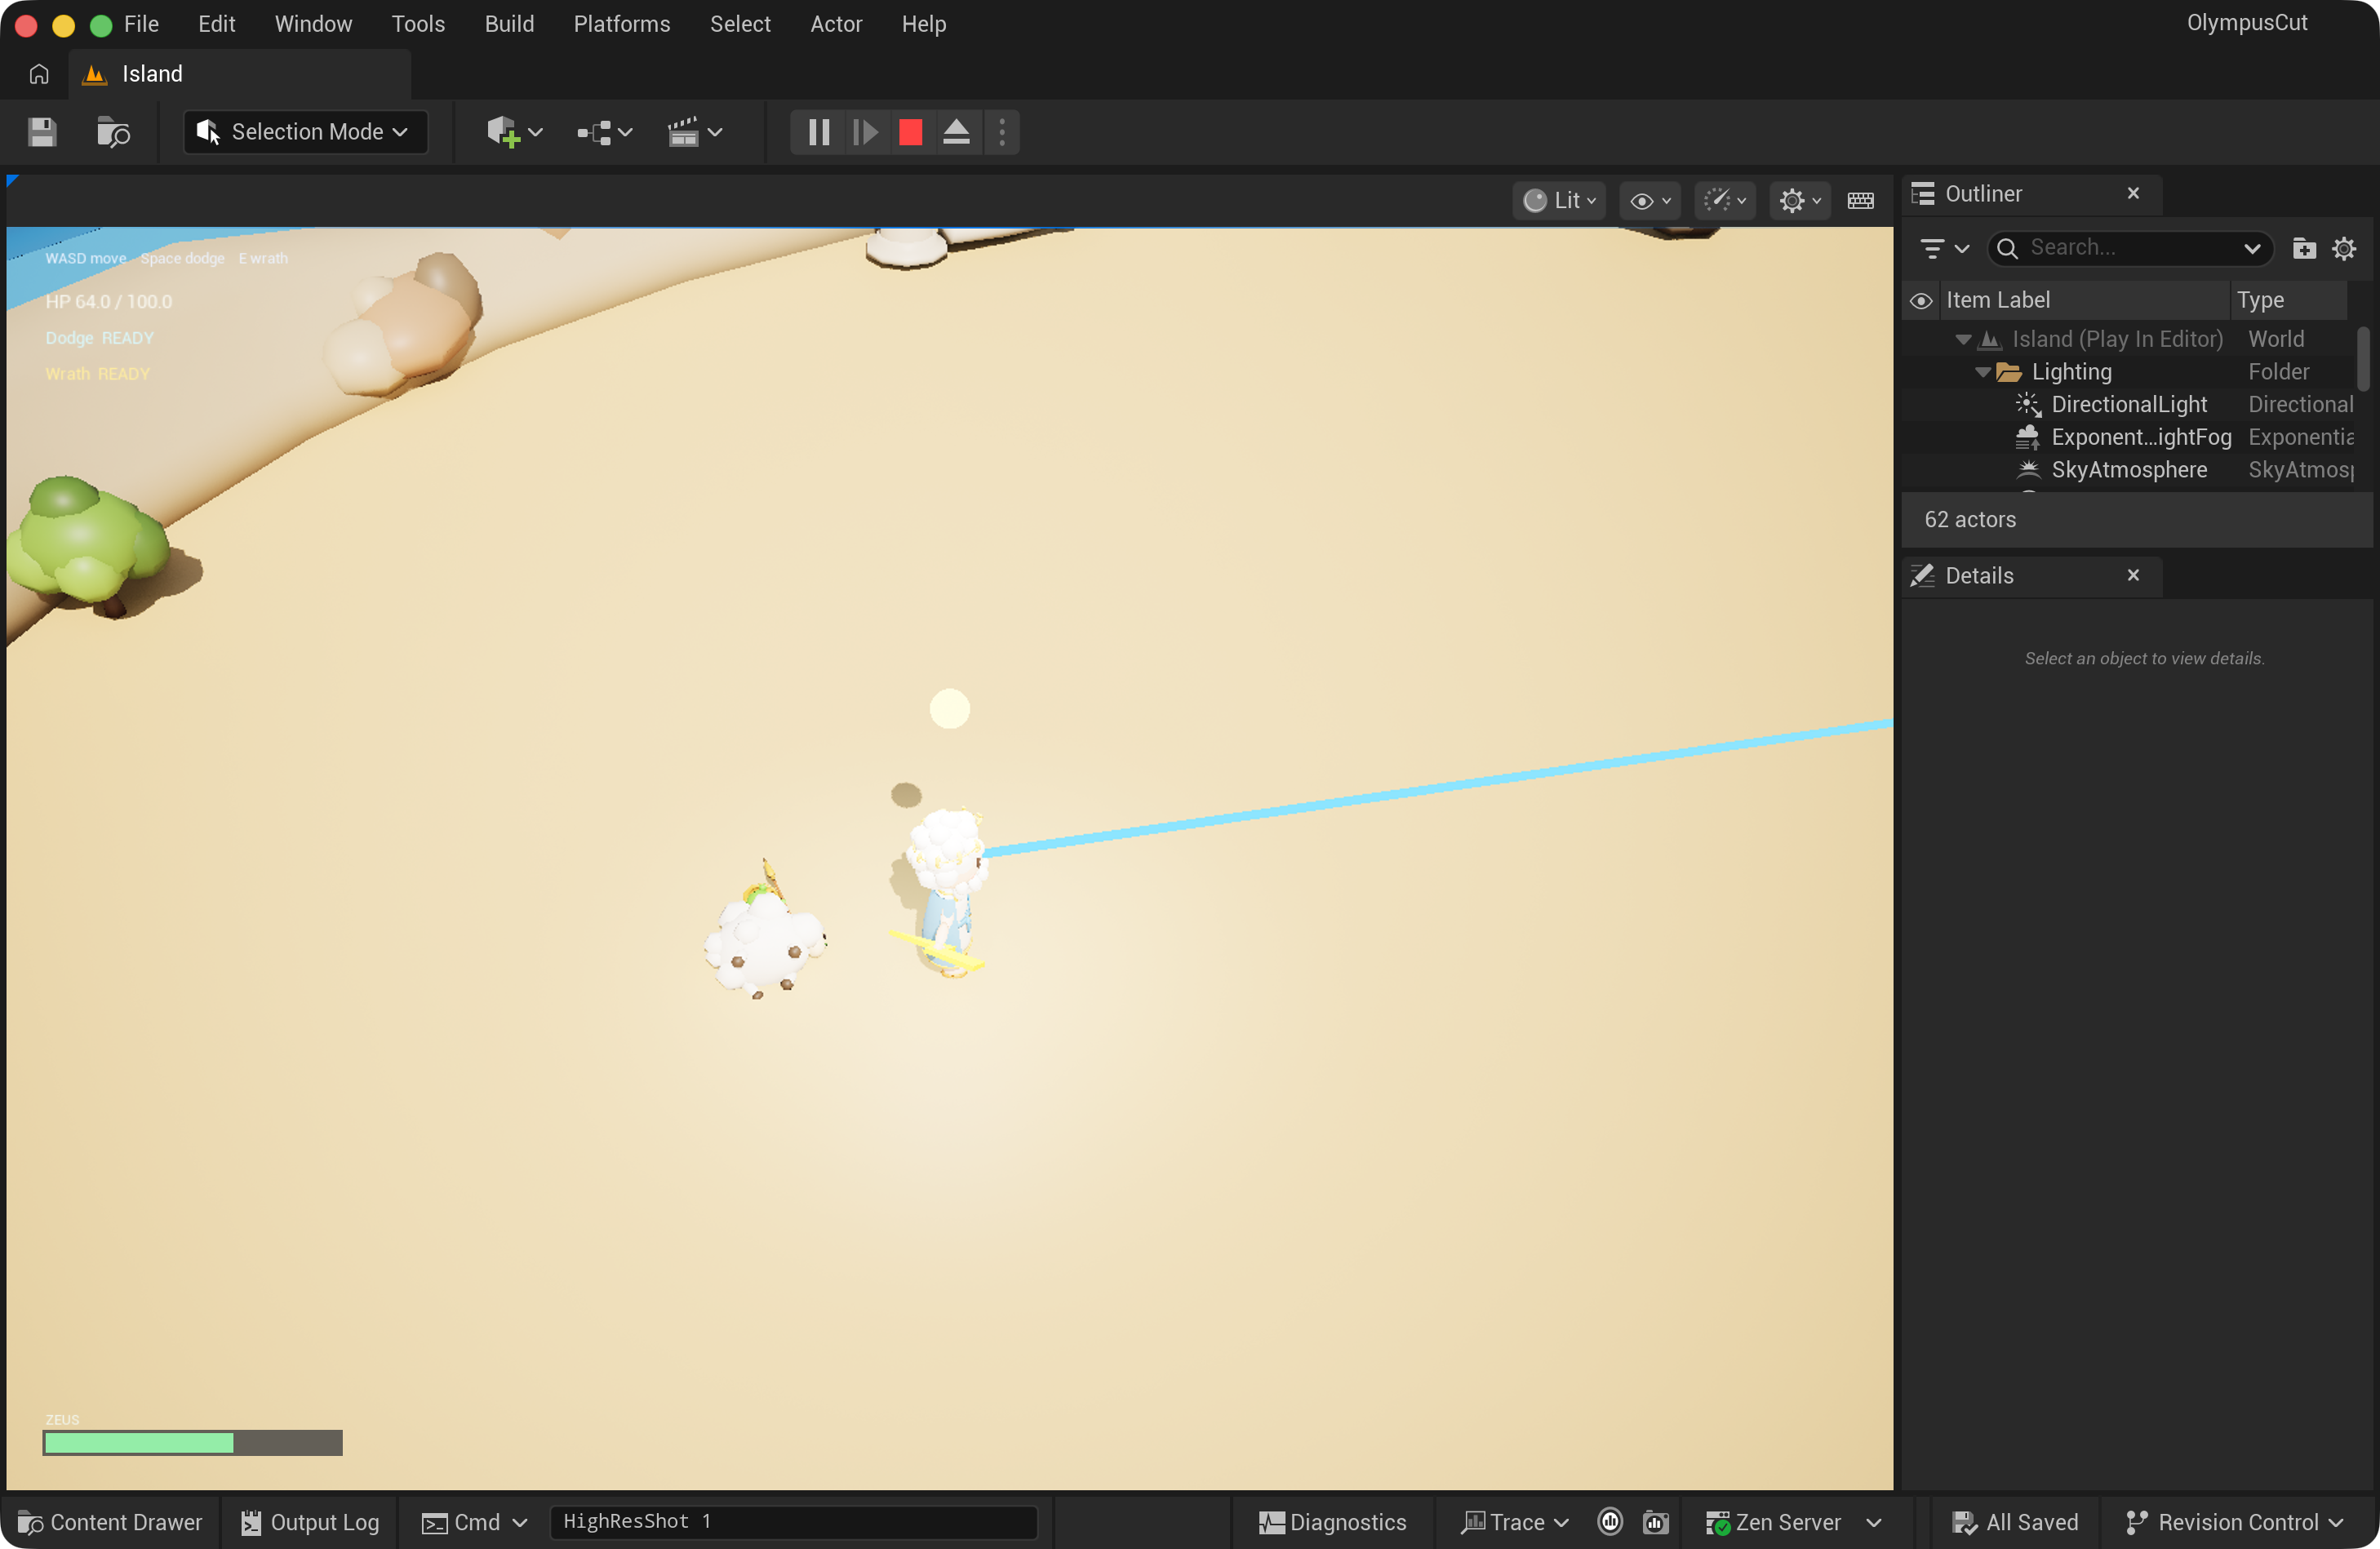 File Edit Window Tools Build Platforms Select Actor Help OlympusCut
Island
Selection Mode
Lit
WASD move Space dodge E wrath
HP 64.0 / 100.0
Dodge READY
Wrath READY
ZEUS
Outliner
Search...
Item Label Type
Island (Play In Editor) World
Lighting Folder
DirectionalLight Directional
Exponent...ightFog Exponentia
SkyAtmosphere SkyAtmosp
62 actors
Details
Select an object to view details.
Content Drawer Output Log Cmd HighResShot 1 Diagnostics Trace Zen Server All Saved Revision Control